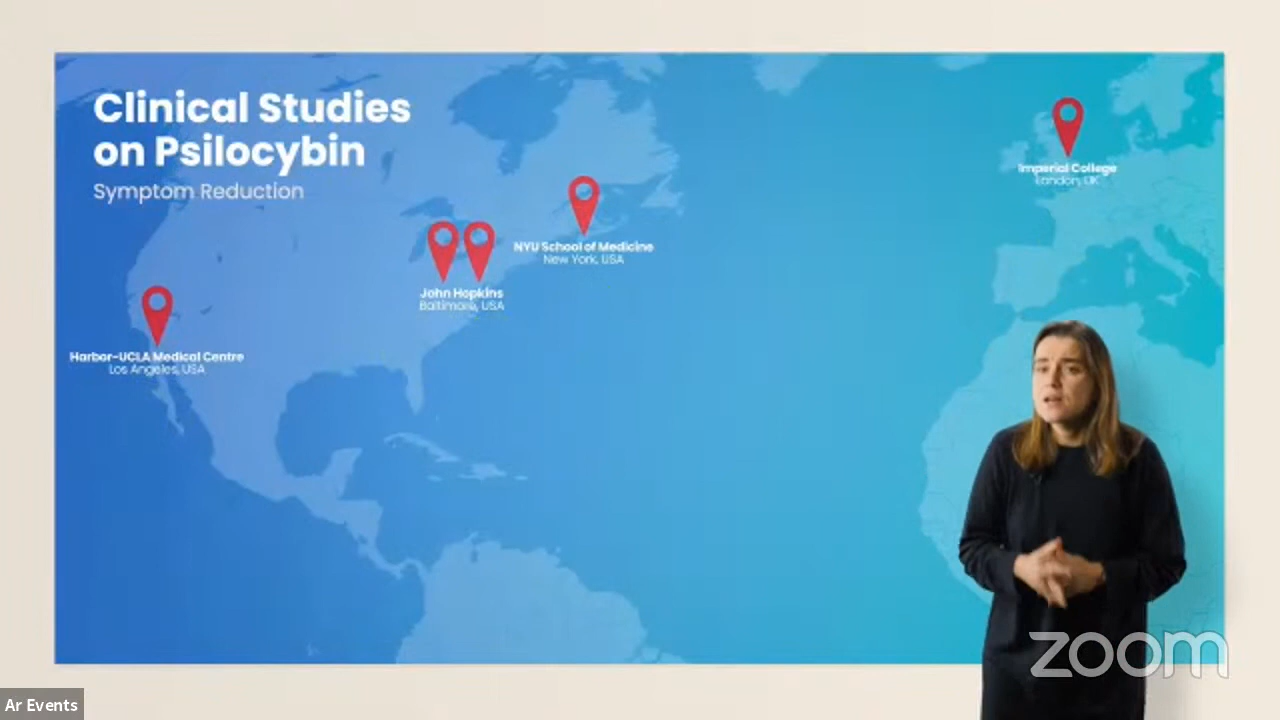 Clinical Studies
on Psilocybin
Symptom Reduction
Imperial College
London, UK
NYU School of Medicine
New York, USA
John Hopkins
Baltimore, USA
Harbor-UCLA Medical Centre
Los Angeles, USA
zoom
Ar Events